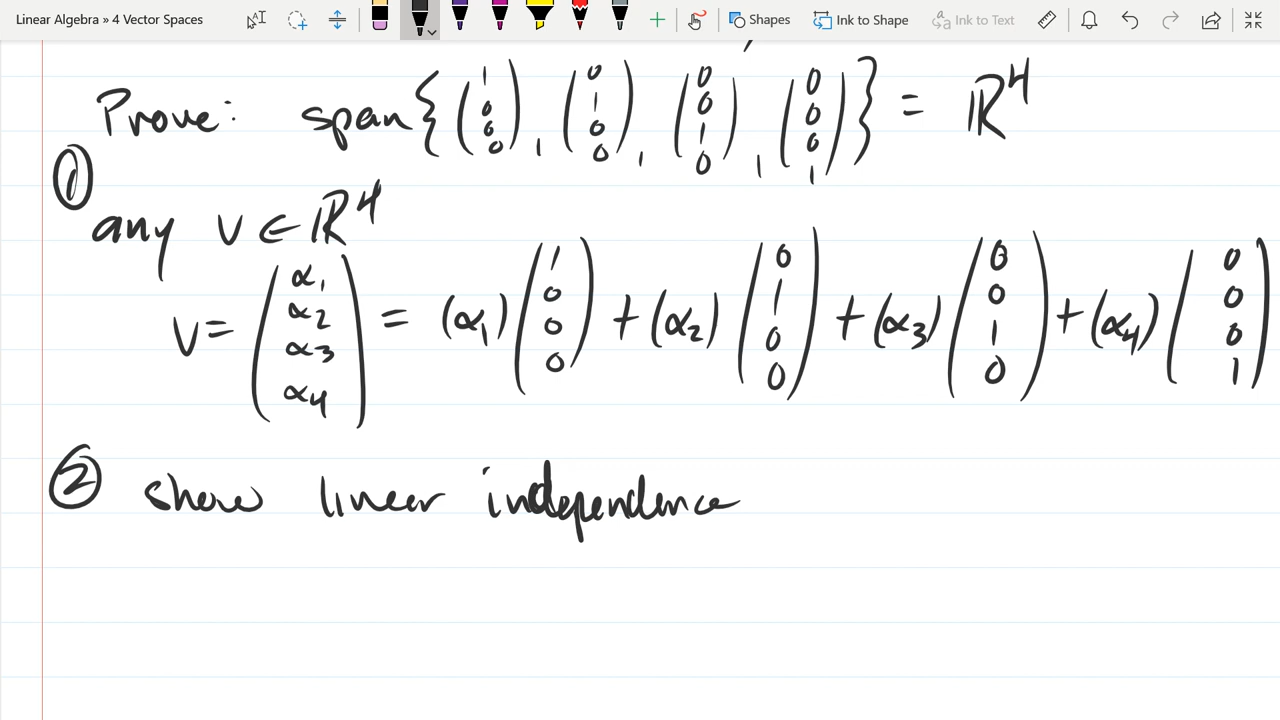 Linear Algebra » 4 Vector Spaces Shapes Ink to Shape Ink to Text
Prove: span{(1 0 0 0), (0 1 0 0), (0 0 1 0), (0 0 0 1)} = ℝ⁴
①
any v ∈ ℝ⁴
v = (α₁ α₂ α₃ α₄) = (α₁)(1 0 0 0) + (α₂)(0 1 0 0) + (α₃)(0 0 1 0) + (α₄)(0 0 0 1)
② show linear independence